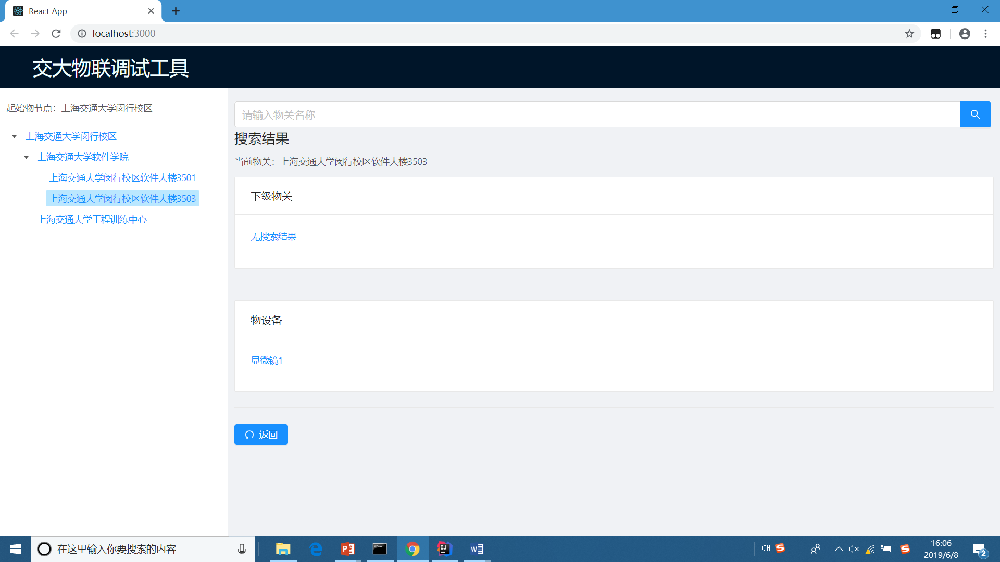 React App
localhost:3000
交大物联调试工具
起始物节点：上海交通大学闵行校区
上海交通大学闵行校区
上海交通大学软件学院
上海交通大学闵行校区软件大楼3501
上海交通大学闵行校区软件大楼3503
上海交通大学工程训练中心
请输入物关名称
搜索结果
当前物关：上海交通大学闵行校区软件大楼3503
下级物关
无搜索结果
物设备
显微镜1
返回
在这里输入你要搜索的内容
CH
16:06
2019/6/8
2